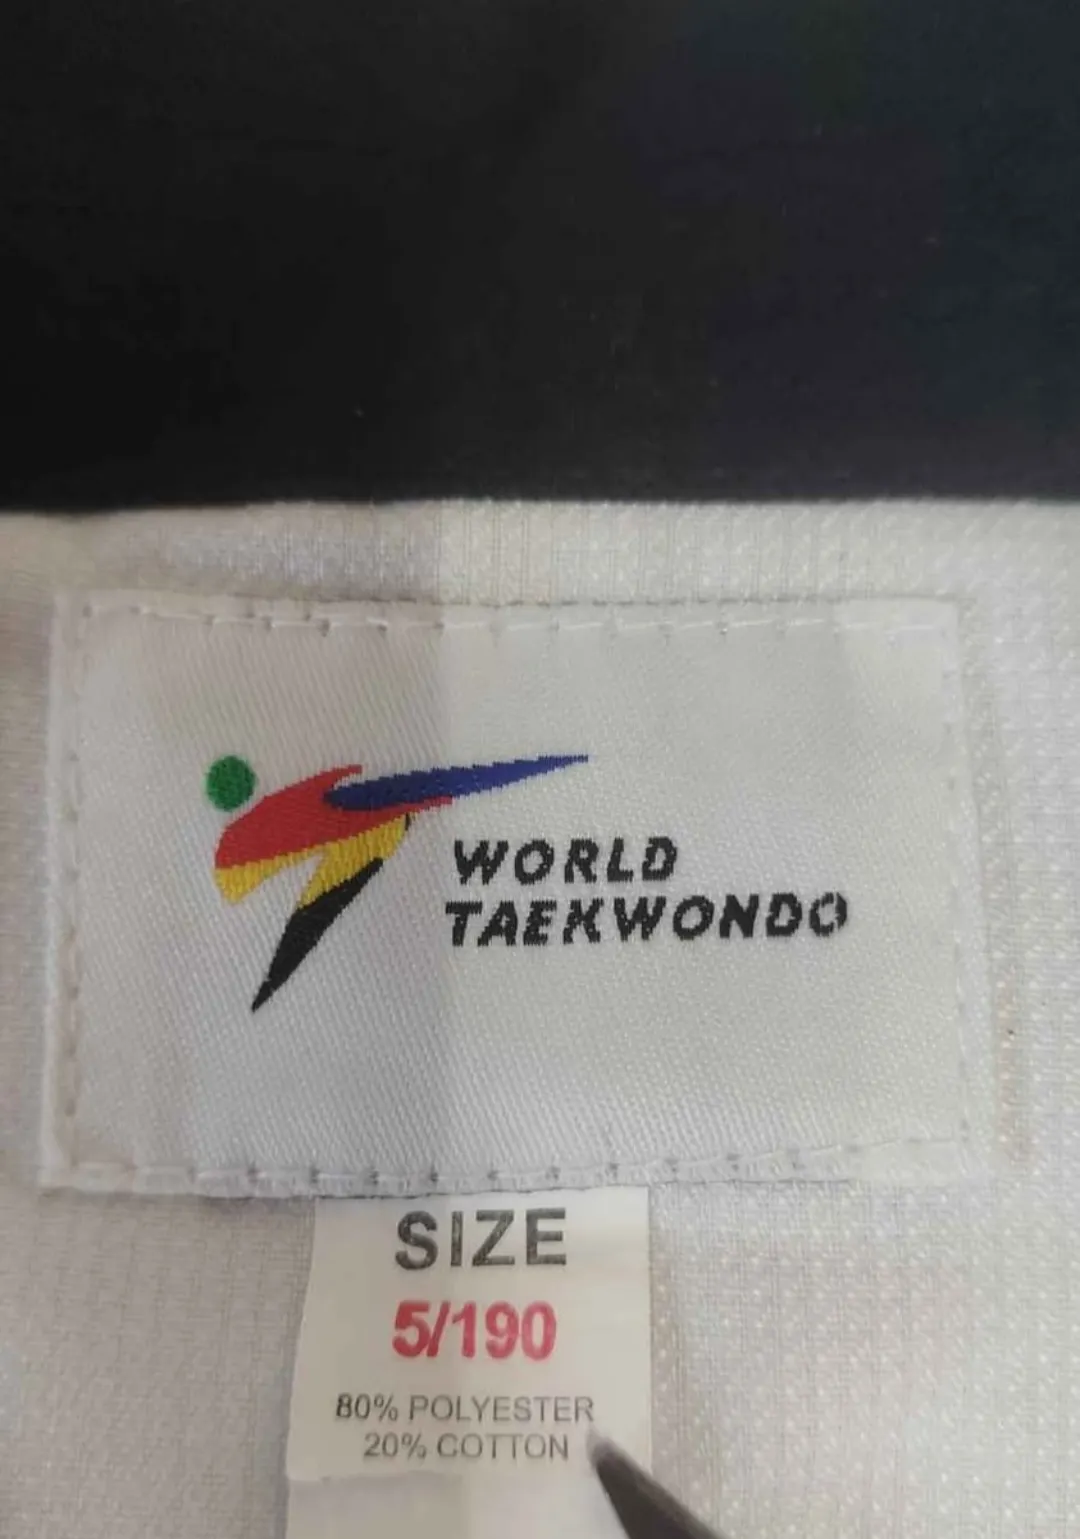 WORLD
TAEKWONDO
SIZE
5/190
80% POLYESTER
20% COTTON